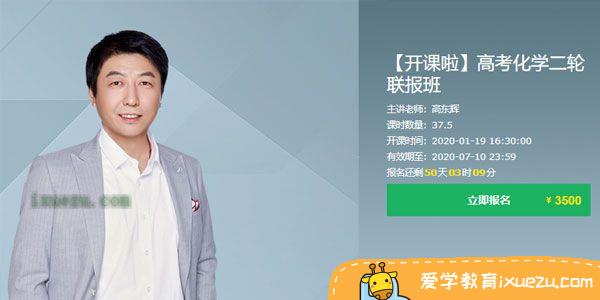 【开课啦】高考化学二轮
联报班
主讲老师：高东辉
课时数量：37.5
开课时间：2020-01-19 16:30:00
有效期至：2020-07-10 23:59
报名还剩50天03时09分
立即报名 ¥ 3500
ixuezu.com
爱学教育ixuezu.com